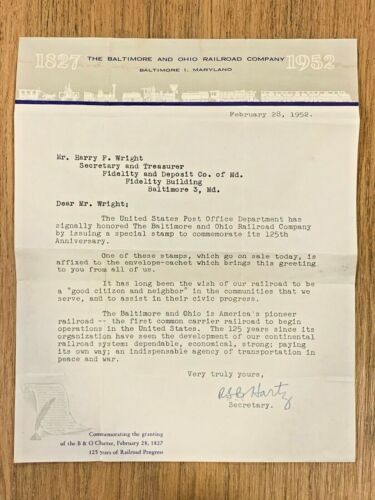 1827 THE BALTIMORE AND OHIO RAILROAD COMPANY 1952
BALTIMORE 1, MARYLAND
February 28, 1952.
Mr. Harry F. Wright
Secretary and Treasurer
Fidelity and Deposit Co. of Md.
Fidelity Building
Baltimore 3, Md.
Dear Mr. Wright;
The United States Post Office Department has
signally honored The Baltimore and Ohio Railroad Company
by issuing a special stamp to commemorate its 125th
Anniversary.
One of these stamps, which go on sale today, is
affixed to the envelope-cachet which brings this greeting
to you from all of us.
It has long been the wish of our railroad to be
a "good citizen and neighbor" in the communities that we
serve, and to assist in their civic progress.
The Baltimore and Ohio is America's pioneer
railroad -- the first common carrier railroad to begin
operations in the United States. The 125 years since its
organization have seen the development of our continental
railroad system: dependable, economical, strong; paying
its own way; an indispensable agency of transportation in
peace and war.
Very truly yours,
Secretary.
Commemorating the granting
of the B & O Charter, February 28, 1827
125 Years of Railroad Progress